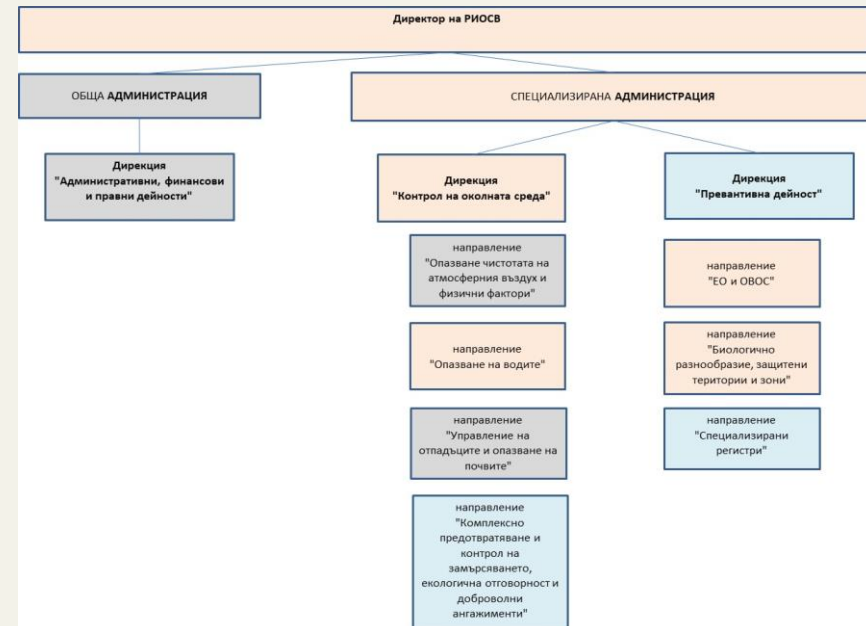 Директор на РИОСВ
ОБЩА АДМИНИСТРАЦИЯ
СПЕЦИАЛИЗИРАНА АДМИНИСТРАЦИЯ
Дирекция
"Административни, финансови
и правни дейности"
Дирекция
"Контрол на околната среда"
Дирекция
"Превантивна дейност"
направление
"Опазване чистотата на
атмосферния въздух и
физични фактори"
направление
"Опазване на водите"
направление
"Управление на
отпадъците и опазване на
почвите"
направление
"Комплексно
предотвратяване и
контрол на
замърсяването,
екологична отговорност и
доброволни
ангажименти"
направление
"ЕО и ОВОС"
направление
"Биологично
разнообразие, защитени
територии и зони"
направление
"Специализирани
регистри"